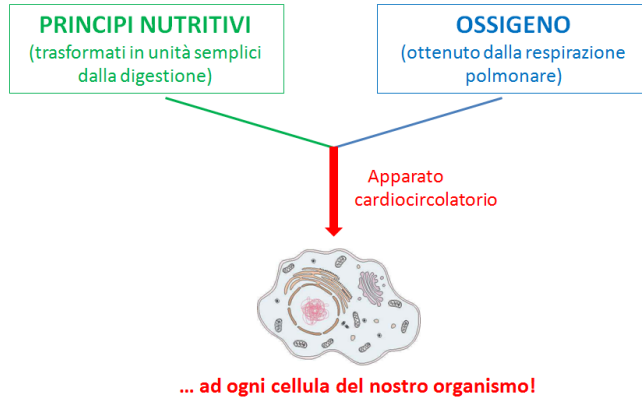 PRINCIPI NUTRITIVI
(trasformati in unità semplici
dalla digestione)
OSSIGENO
(ottenuto dalla respirazione
polmonare)
Apparato
cardiocircolatorio
... ad ogni cellula del nostro organismo!